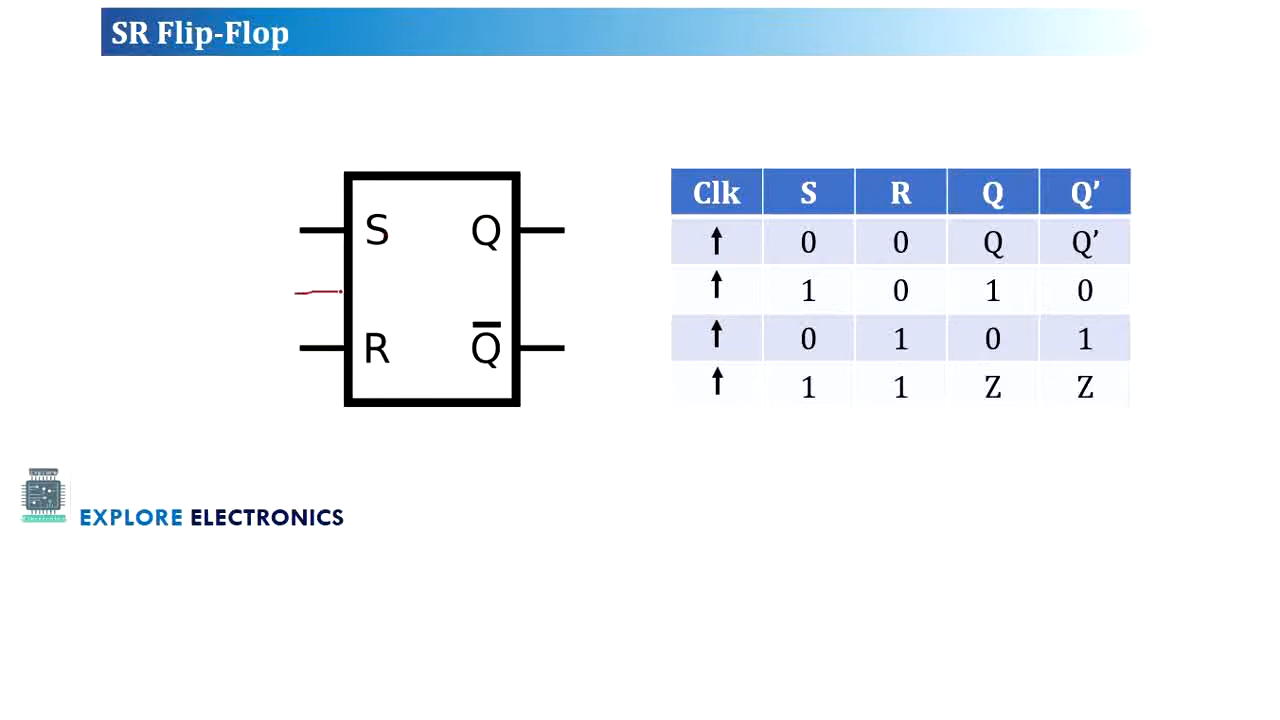 SR Flip-Flop
S Q
R Q̅
Clk S R Q Q’
↑ 0 0 Q Q’
↑ 1 0 1 0
↑ 0 1 0 1
↑ 1 1 Z Z
EXPLORE ELECTRONICS